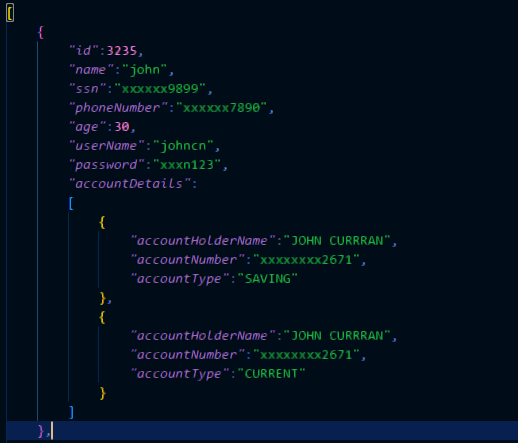 [
{
"id":3235,
"name":"john",
"ssn":"xxxxxx9899",
"phoneNumber":"xxxxxx7890",
"age":30,
"userName":"johncn",
"password":"xxxn123",
"accountDetails":
[
{
"accountHolderName":"JOHN CURRRAN",
"accountNumber":"xxxxxxxx2671",
"accountType":"SAVING"
},
{
"accountHolderName":"JOHN CURRRAN",
"accountNumber":"xxxxxxxx2671",
"accountType":"CURRENT"
}
]
},